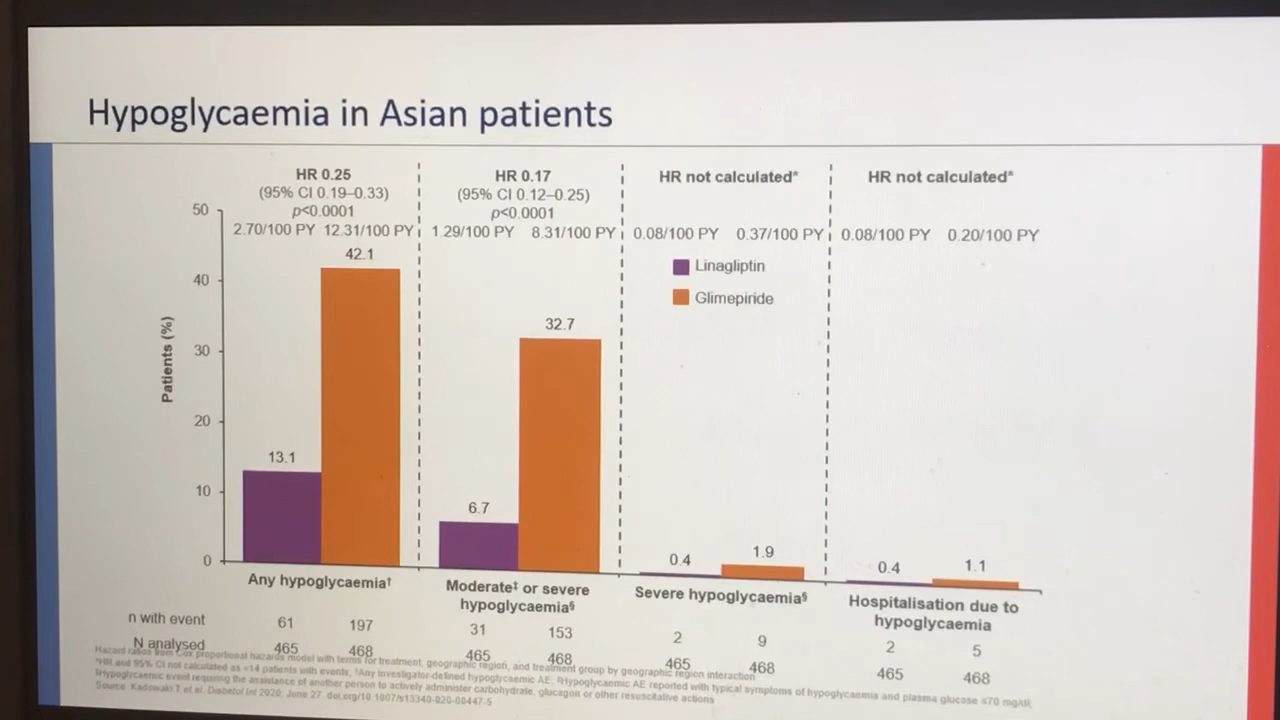 Hypoglycaemia in Asian patients
HR 0.25
(95% CI 0.19–0.33)
p<0.0001
2.70/100 PY 12.31/100 PY
HR 0.17
(95% CI 0.12–0.25)
p<0.0001
1.29/100 PY 8.31/100 PY
HR not calculated*
0.08/100 PY 0.37/100 PY
HR not calculated*
0.08/100 PY 0.20/100 PY
Linagliptin
Glimepiride
Patients (%)
50
40
30
20
10
0
13.1
42.1
6.7
32.7
0.4
1.9
0.4
1.1
Any hypoglycaemia†
Moderate‡ or severe
hypoglycaemia§
Severe hypoglycaemia§
Hospitalisation due to
hypoglycaemia
n with event 61 197 31 153 2 9 2 5
N analysed 465 468 465 468 465 468 465 468
Hazard ratios from Cox proportional hazards model with terms for treatment, geographic region, and treatment group by geographic region interaction
*HR and 95% CI not calculated as <14 patients with events; †Any investigator-defined hypoglycaemic AE; ‡Hypoglycaemic AE reported with typical symptoms of hypoglycaemia and plasma glucose ≤70 mg/dl;
§Hypoglycaemic event requiring the assistance of another person to actively administer carbohydrate, glucagon or other resuscitative actions
Source: Kadowaki T et al. Diabetol Int 2020; June 27. doi.org/10.1007/s13340-020-00447-5